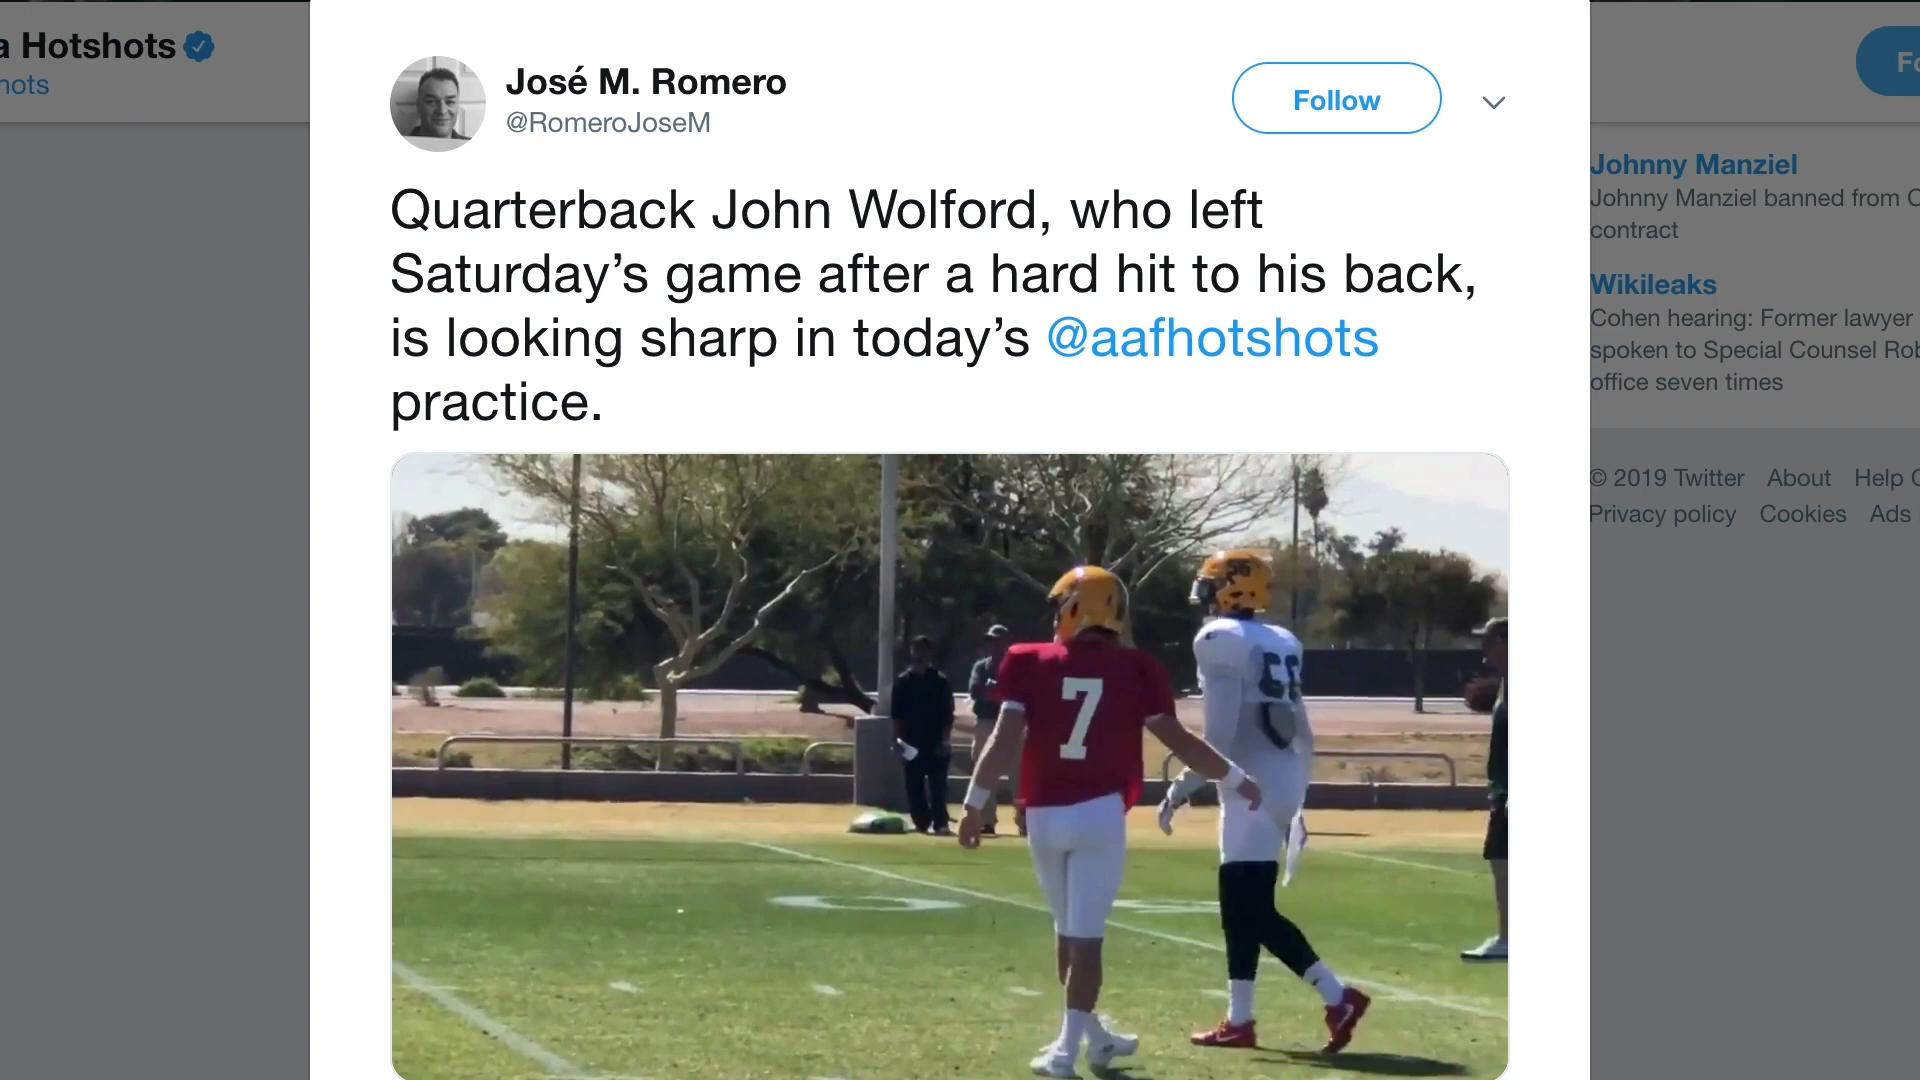 a Hotshots
hots
José M. Romero
@RomeroJoseM
Follow
Quarterback John Wolford, who left
Saturday’s game after a hard hit to his back,
is looking sharp in today’s @aafhotshots
practice.
7
Fo
Johnny Manziel
Johnny Manziel banned from C
contract
Wikileaks
Cohen hearing: Former lawyer
spoken to Special Counsel Rob
office seven times
© 2019 Twitter About Help C
Privacy policy Cookies Ads